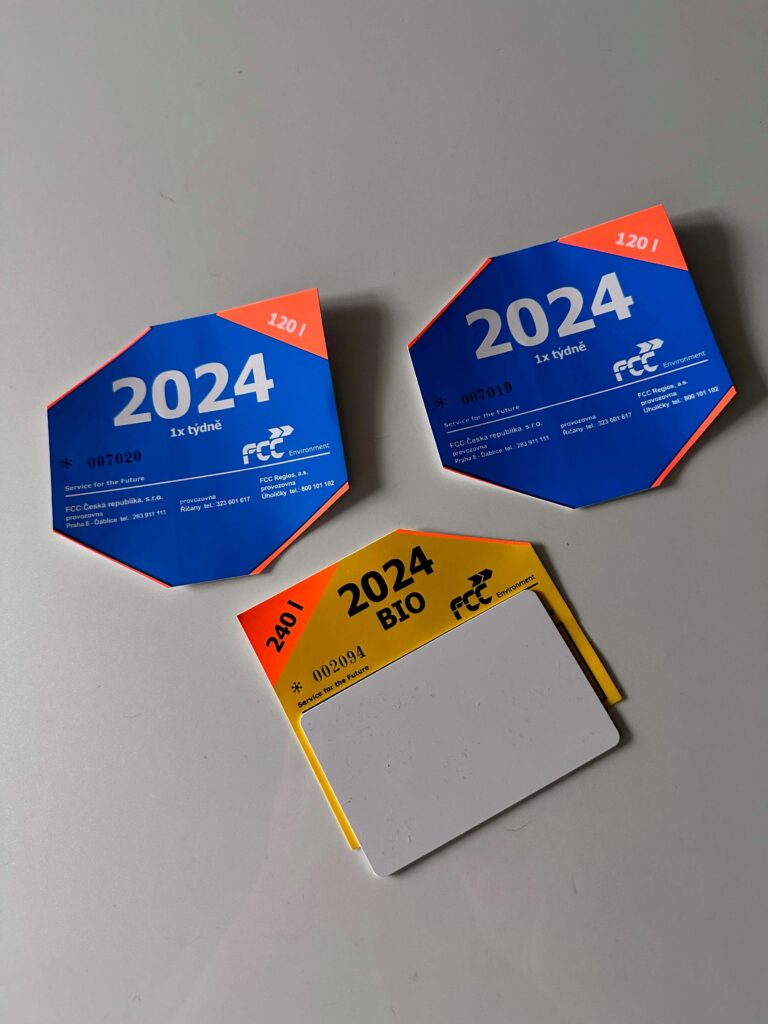 120 l
2024
1x týdně
* 007020
FCC Environment
Service for the Future
FCC Česká republika, s.r.o.
provozovna
Praha 8 - Ďáblice tel.: 283 911 111
provozovna
Říčany tel.: 323 601 617
FCC Regios, a.s.
provozovna
Úholičky tel.: 800 101 102
120 l
2024
1x týdně
* 007019
FCC Environment
Service for the Future
FCC Česká republika, s.r.o.
provozovna
Praha 8 - Ďáblice tel. 283 911 111
provozovna
Říčany tel.: 323 601 617
FCC Regios, a.s.
provozovna
Úholičky tel.: 800 101 102
240 l
2024
BIO
FCC Environment
* 002094
Service for the Future